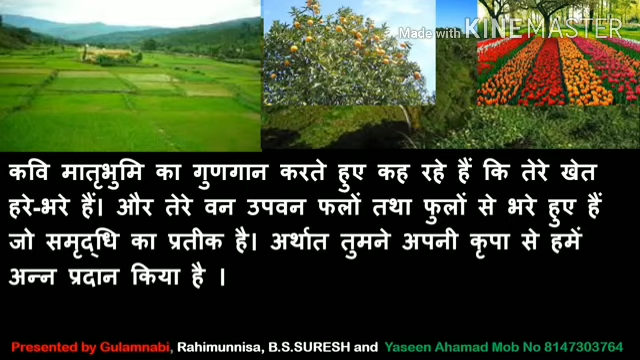 Made with KINEMASTER
कवि मातृभुमि का गुणगान करते हुए कह रहे हैं कि तेरे खेत
हरे-भरे हैं। और तेरे वन उपवन फलों तथा फुलों से भरे हुए हैं
जो समृद्धि का प्रतीक है। अर्थात तुमने अपनी कृपा से हमें
अन्न प्रदान किया है ।
Presented by Gulamnabi, Rahimunnisa, B.S.SURESH and Yaseen Ahamad Mob No 8147303764